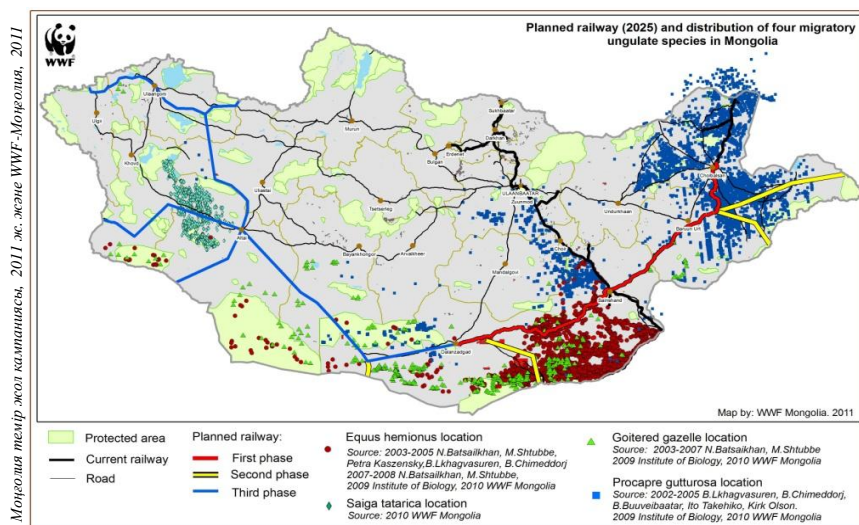 Моңголия темір жол кампаниясы, 2011 ж. және WWF-Моңголия, 2011
WWF
Planned railway (2025) and distribution of four migratory
ungulate species in Mongolia
Sukhbaatar
Ulaangom
Darkhan
Ulgii
Murun
Erdenet
Bulgan
Khovd
Choibalsan
Uliastai
ULAANBAATAR
Zuunmod
Tsetserleg
Undurkhaan
Baruun Urt
Altai
Choir
Bayankhongor
Arvaikheer
Mandalgovi
Sainshand
Dalanzadgad
Map by: WWF Mongolia. 2011
Protected area
Current railway
Road
Planned railway:
First phase
Second phase
Third phase
Saiga tatarica location
Source: 2010 WWF Mongolia
Equus hemionus location
Source: 2003-2005 N.Batsaikhan, M.Shtubbe,
Petra Kaszensky,B.Lkhagvasuren, B.Chimeddorj
2007-2008 N.Batsailkhan, M.Shtubbe,
2009 Institute of Biology, 2010 WWF Mongolia
Goitered gazelle location
Source: 2003-2007 N.Batsaikhan, M.Shtubbe
2009 Institute of Biology, 2010 WWF Mongolia
Procapre gutturosa location
Source: 2002-2005 B.Lkhagvasuren, B.Chimeddorj,
B.Buuveibaatar, Ito Takehiko, Kirk Olson.
2009 Institute of Biology, 2010 WWF Mongolia